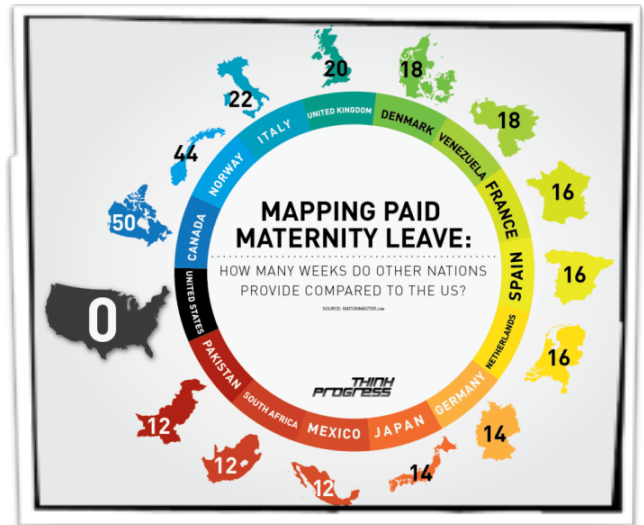 MAPPING PAID
MATERNITY LEAVE:
HOW MANY WEEKS DO OTHER NATIONS
PROVIDE COMPARED TO THE US?
SOURCE: NATIONMASTER.com
THINK
PROGRESS
UNITED STATES
0
CANADA
50
NORWAY
44
ITALY
22
UNITED KINGDOM
20
DENMARK
18
VENEZUELA
18
FRANCE
16
SPAIN
16
NETHERLANDS
16
GERMANY
14
JAPAN
14
MEXICO
12
SOUTH AFRICA
12
PAKISTAN
12